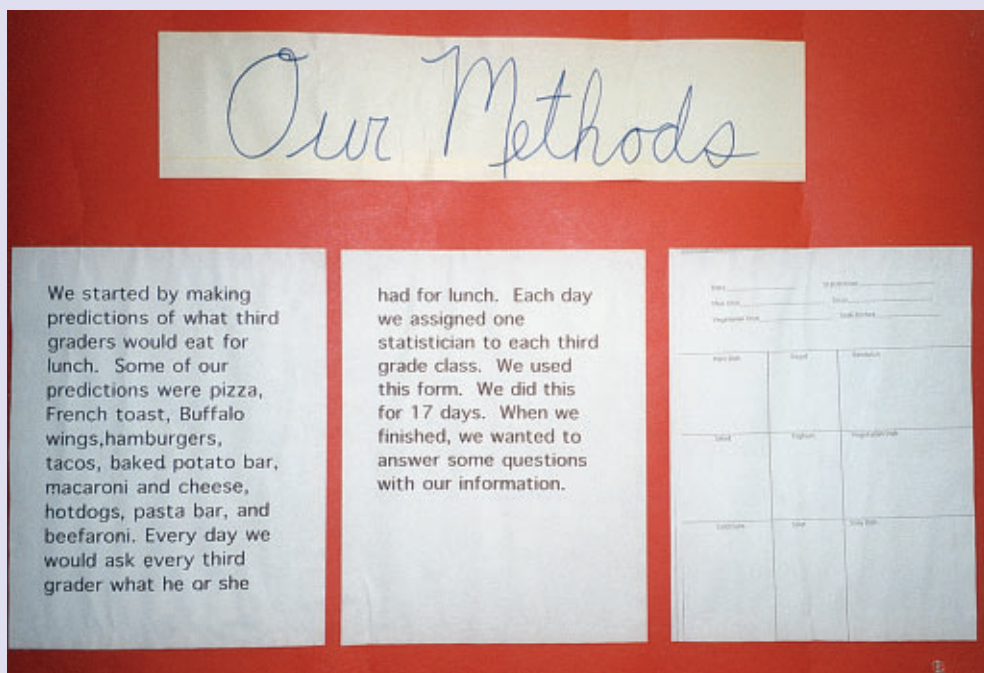 Our Methods
We started by making
predictions of what third
graders would eat for
lunch. Some of our
predictions were pizza,
French toast, Buffalo
wings,hamburgers,
tacos, baked potato bar,
macaroni and cheese,
hotdogs, pasta bar, and
beefaroni. Every day we
would ask every third
grader what he or she
had for lunch. Each day
we assigned one
statistician to each third
grade class. We used
this form. We did this
for 17 days. When we
finished, we wanted to
answer some questions
with our information.